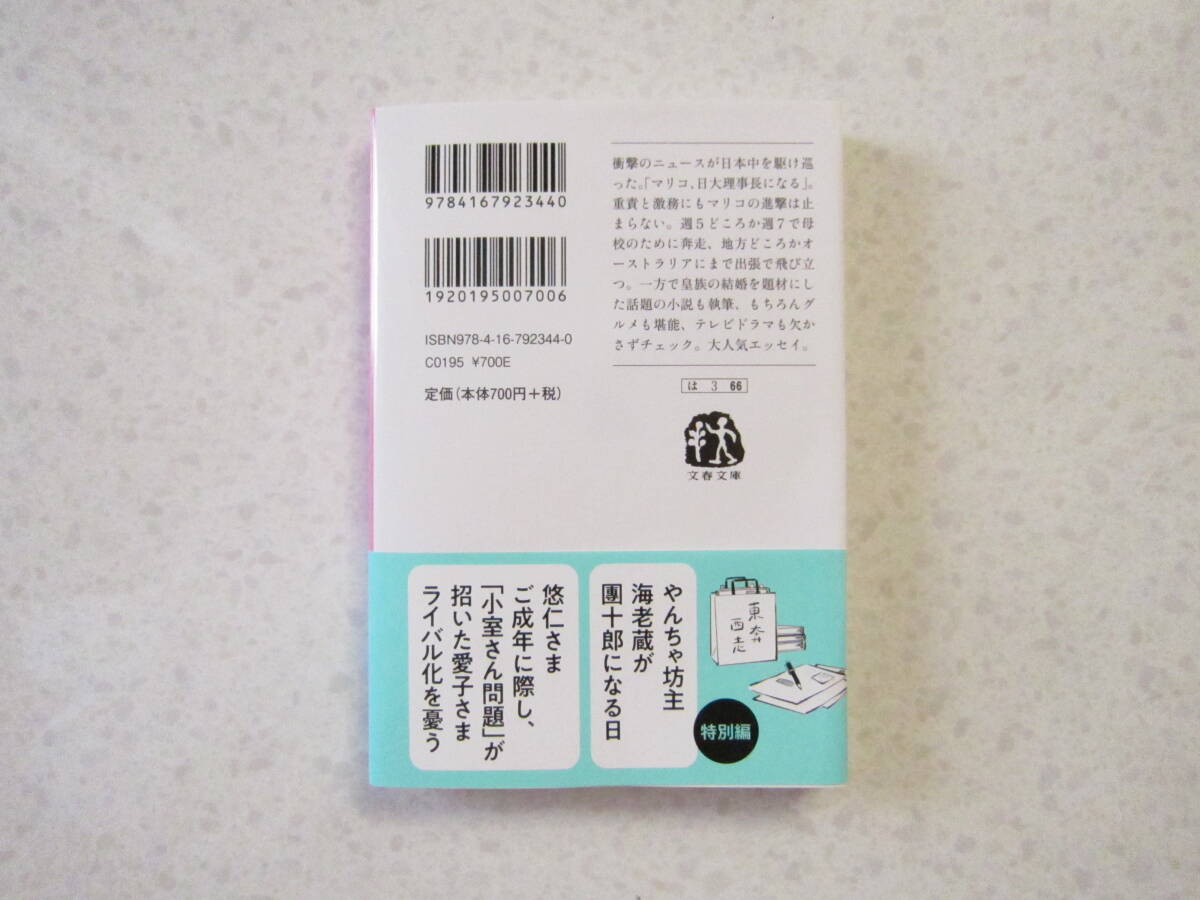 9784167923440
1920195007006
ISBN978-4-16-792344-0
C0195 ¥700E
定価(本体700円+税)
衝撃のニュースが日本中を駆け巡
った。「マリコ、日大理事長になる」。
重責と激務にもマリコの進撃は止
まらない。週5どころか週7で母
校のために奔走、地方どころかオ
ーストラリアにまで出張で飛び立
つ。一方で皇族の結婚を題材にし
た話題の小説も執筆、もちろんグ
ルメも堪能、テレビドラマも欠か
さずチェック。大人気エッセイ。
は 3 66
文春文庫
東奔
西走
特別編
やんちゃ坊主
海老蔵が
團十郎になる日
悠仁さま
ご成年に際し、
「小室さん問題」が
招いた愛子さま
ライバル化を憂う